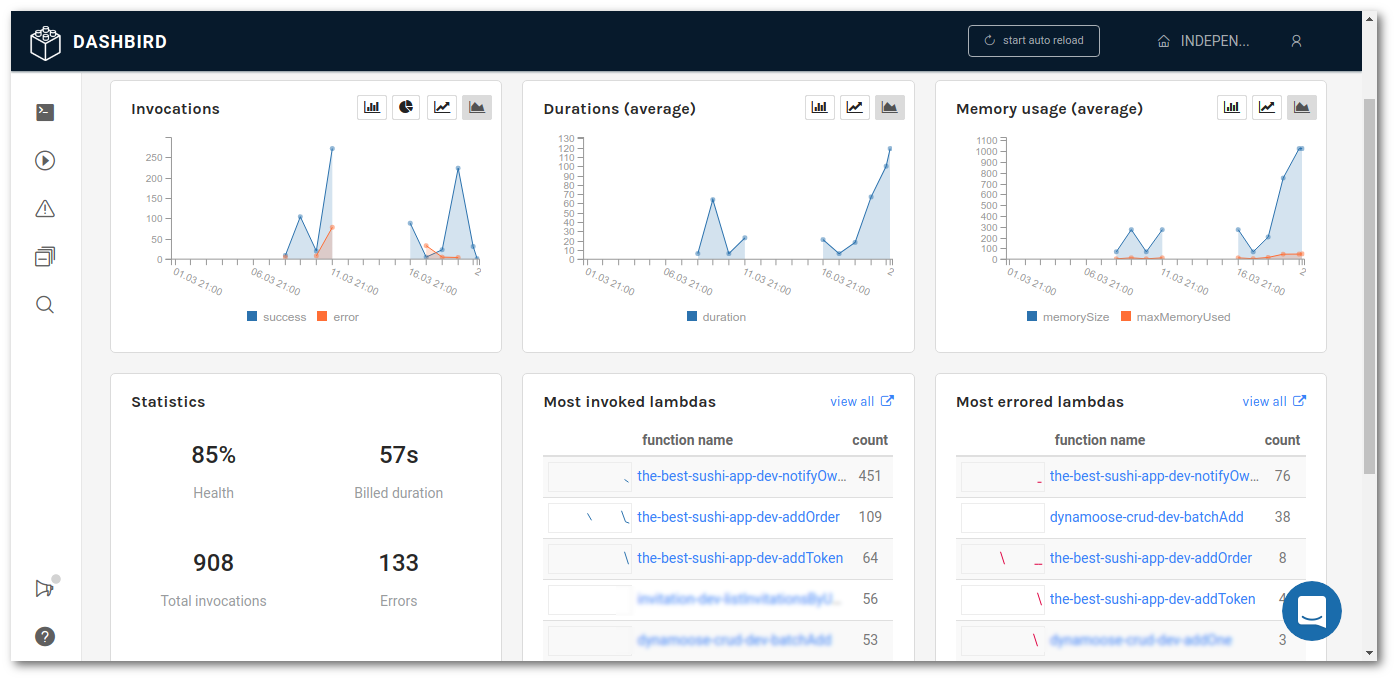 DASHBIRD
start auto reload
INDEPEN...
Invocations
250
200
150
100
50
0
01.03 21:00
06.03 21:00
11.03 21:00
16.03 21:00
2
success error
Durations (average)
130
120
110
100
90
80
70
60
50
40
30
20
10
0
01.03 21:00
06.03 21:00
11.03 21:00
16.03 21:00
2
duration
Memory usage (average)
1100
1000
900
800
700
600
500
400
300
200
100
0
01.03 21:00
06.03 21:00
11.03 21:00
16.03 21:00
2
memorySize maxMemoryUsed
Statistics
85% 57s
Health Billed duration
908 133
Total invocations Errors
Most invoked lambdas view all
function name count
the-best-sushi-app-dev-notifyOw... 451
the-best-sushi-app-dev-addOrder 109
the-best-sushi-app-dev-addToken 64
56
dynamoose-crud-dev-batchAdd 53
Most errored lambdas view all
function name count
the-best-sushi-app-dev-notifyOw... 76
dynamoose-crud-dev-batchAdd 38
the-best-sushi-app-dev-addOrder 8
the-best-sushi-app-dev-addToken 4
dynamoose-crud-dev-addOne 3